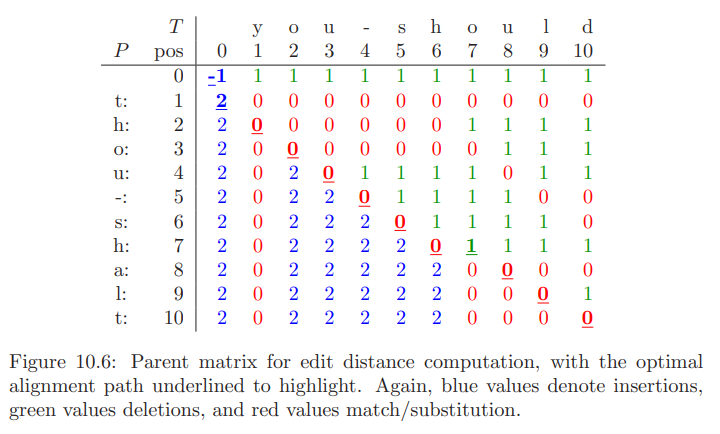 T y o u - s h o u l d
P pos 0 1 2 3 4 5 6 7 8 9 10
0 -1 1 1 1 1 1 1 1 1 1 1
t: 1 2 0 0 0 0 0 0 0 0 0 0
h: 2 2 0 0 0 0 0 0 1 1 1 1
o: 3 2 0 0 0 0 0 0 0 1 1 1
u: 4 2 0 2 0 1 1 1 1 0 1 1
-: 5 2 0 2 2 0 1 1 1 1 0 0
s: 6 2 0 2 2 2 0 1 1 1 1 0
h: 7 2 0 2 2 2 2 0 1 1 1 1
a: 8 2 0 2 2 2 2 2 0 0 0 0
l: 9 2 0 2 2 2 2 2 0 0 0 1
t: 10 2 0 2 2 2 2 2 0 0 0 0
Figure 10.6: Parent matrix for edit distance computation, with the optimal
alignment path underlined to highlight. Again, blue values denote insertions,
green values deletions, and red values match/substitution.